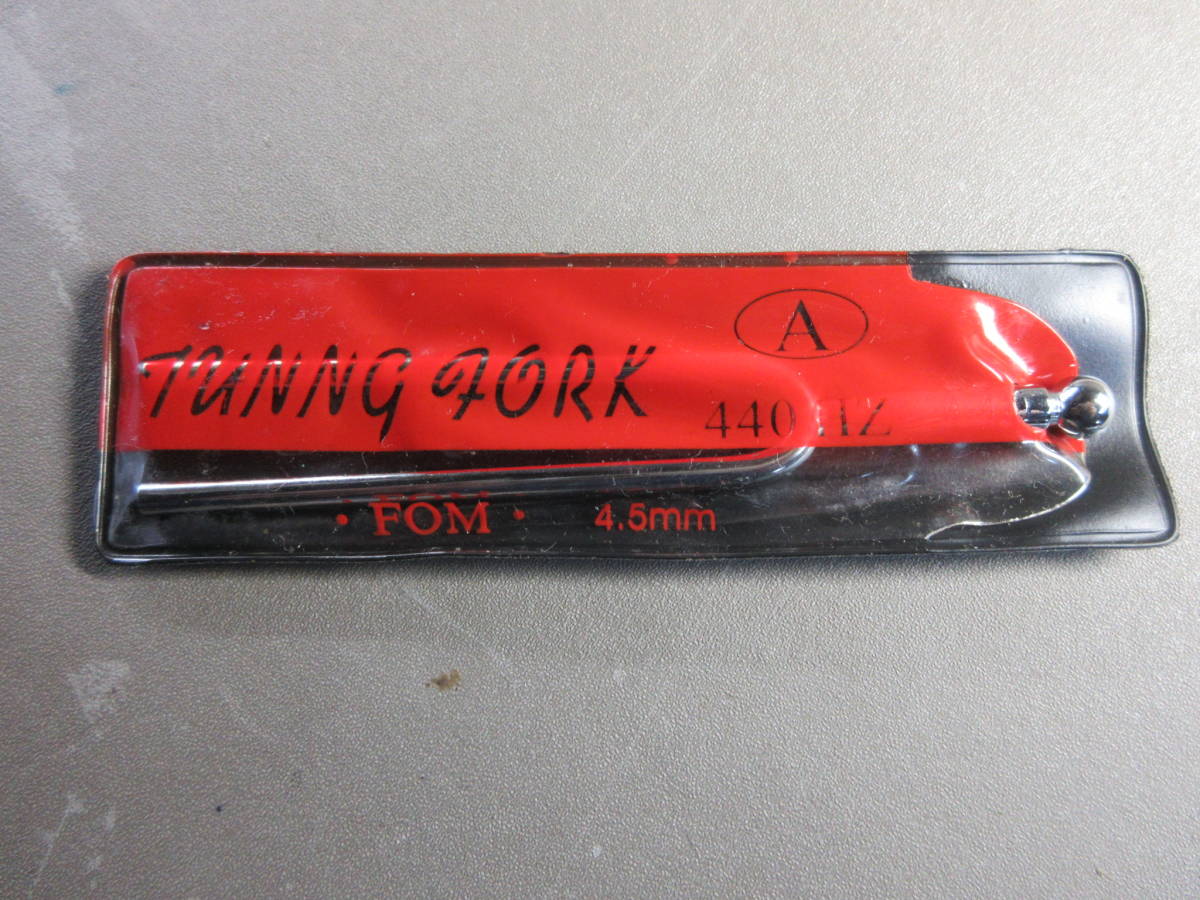 A
TUNNG FORK
440 HZ
· FOM ·
4.5mm